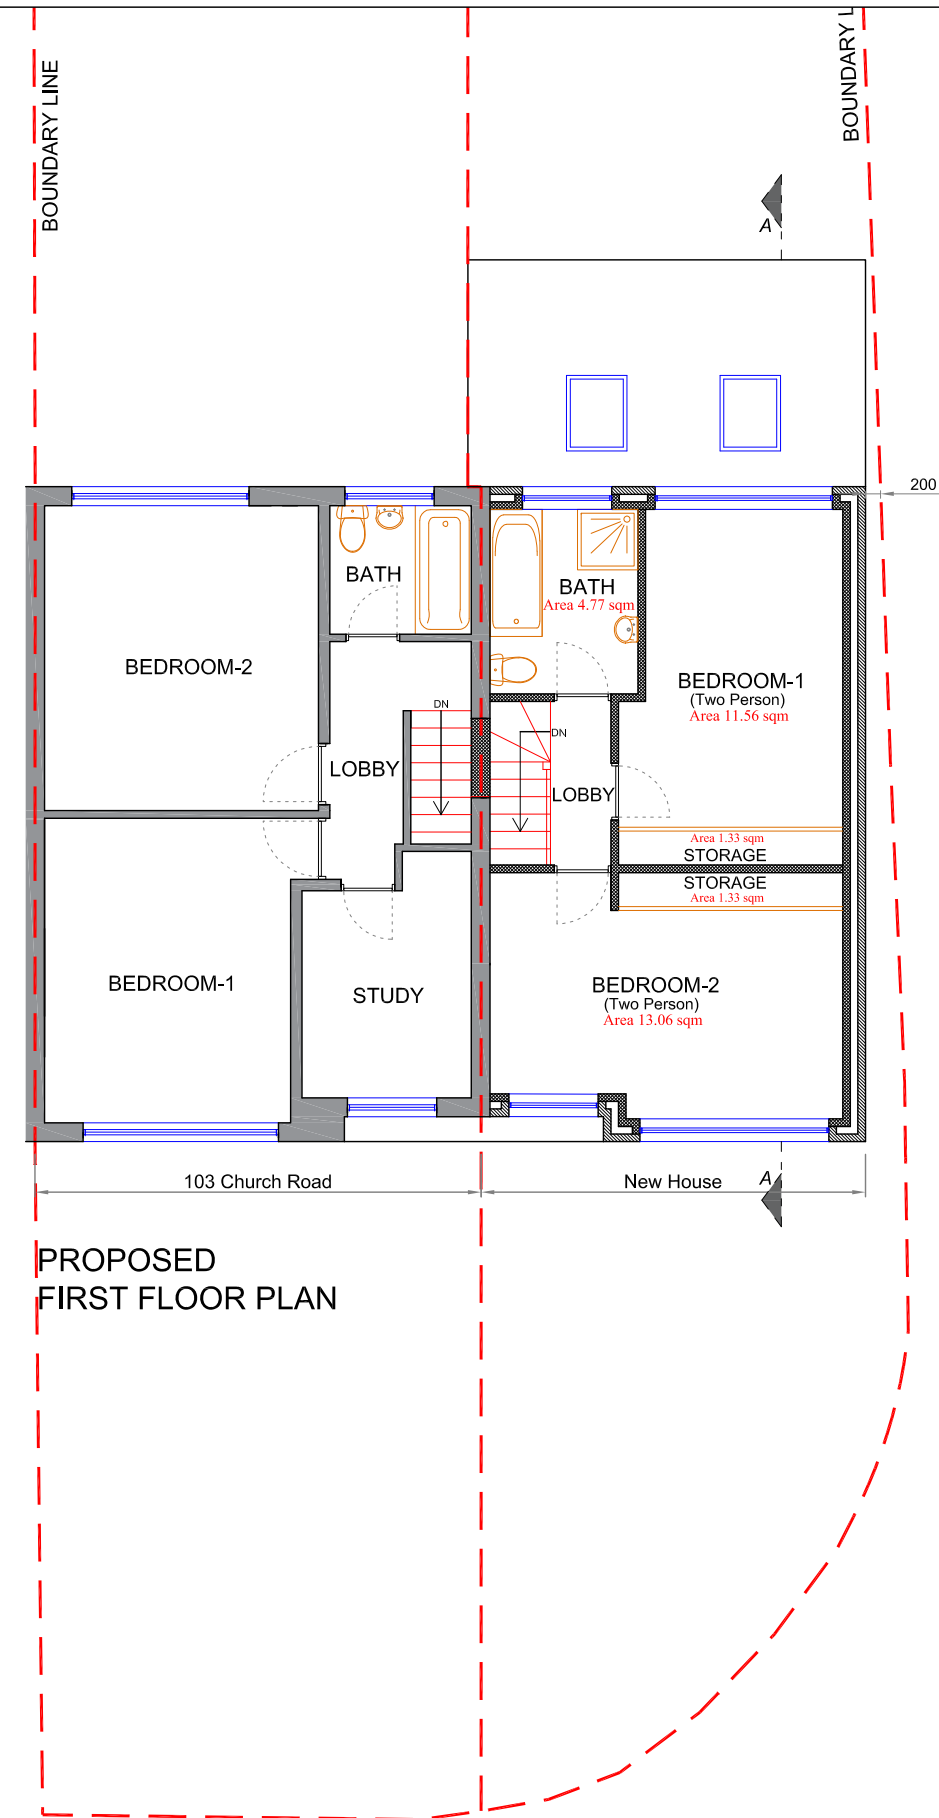 BOUNDARY LINE
BOUNDARY L
A
200
BATH
BATH
Area 4.77 sqm
BEDROOM-2
BEDROOM-1
(Two Person)
Area 11.56 sqm
DN
DN
LOBBY
LOBBY
Area 1.33 sqm
STORAGE
STORAGE
Area 1.33 sqm
BEDROOM-1
STUDY
BEDROOM-2
(Two Person)
Area 13.06 sqm
103 Church Road
New House
A
PROPOSED
FIRST FLOOR PLAN